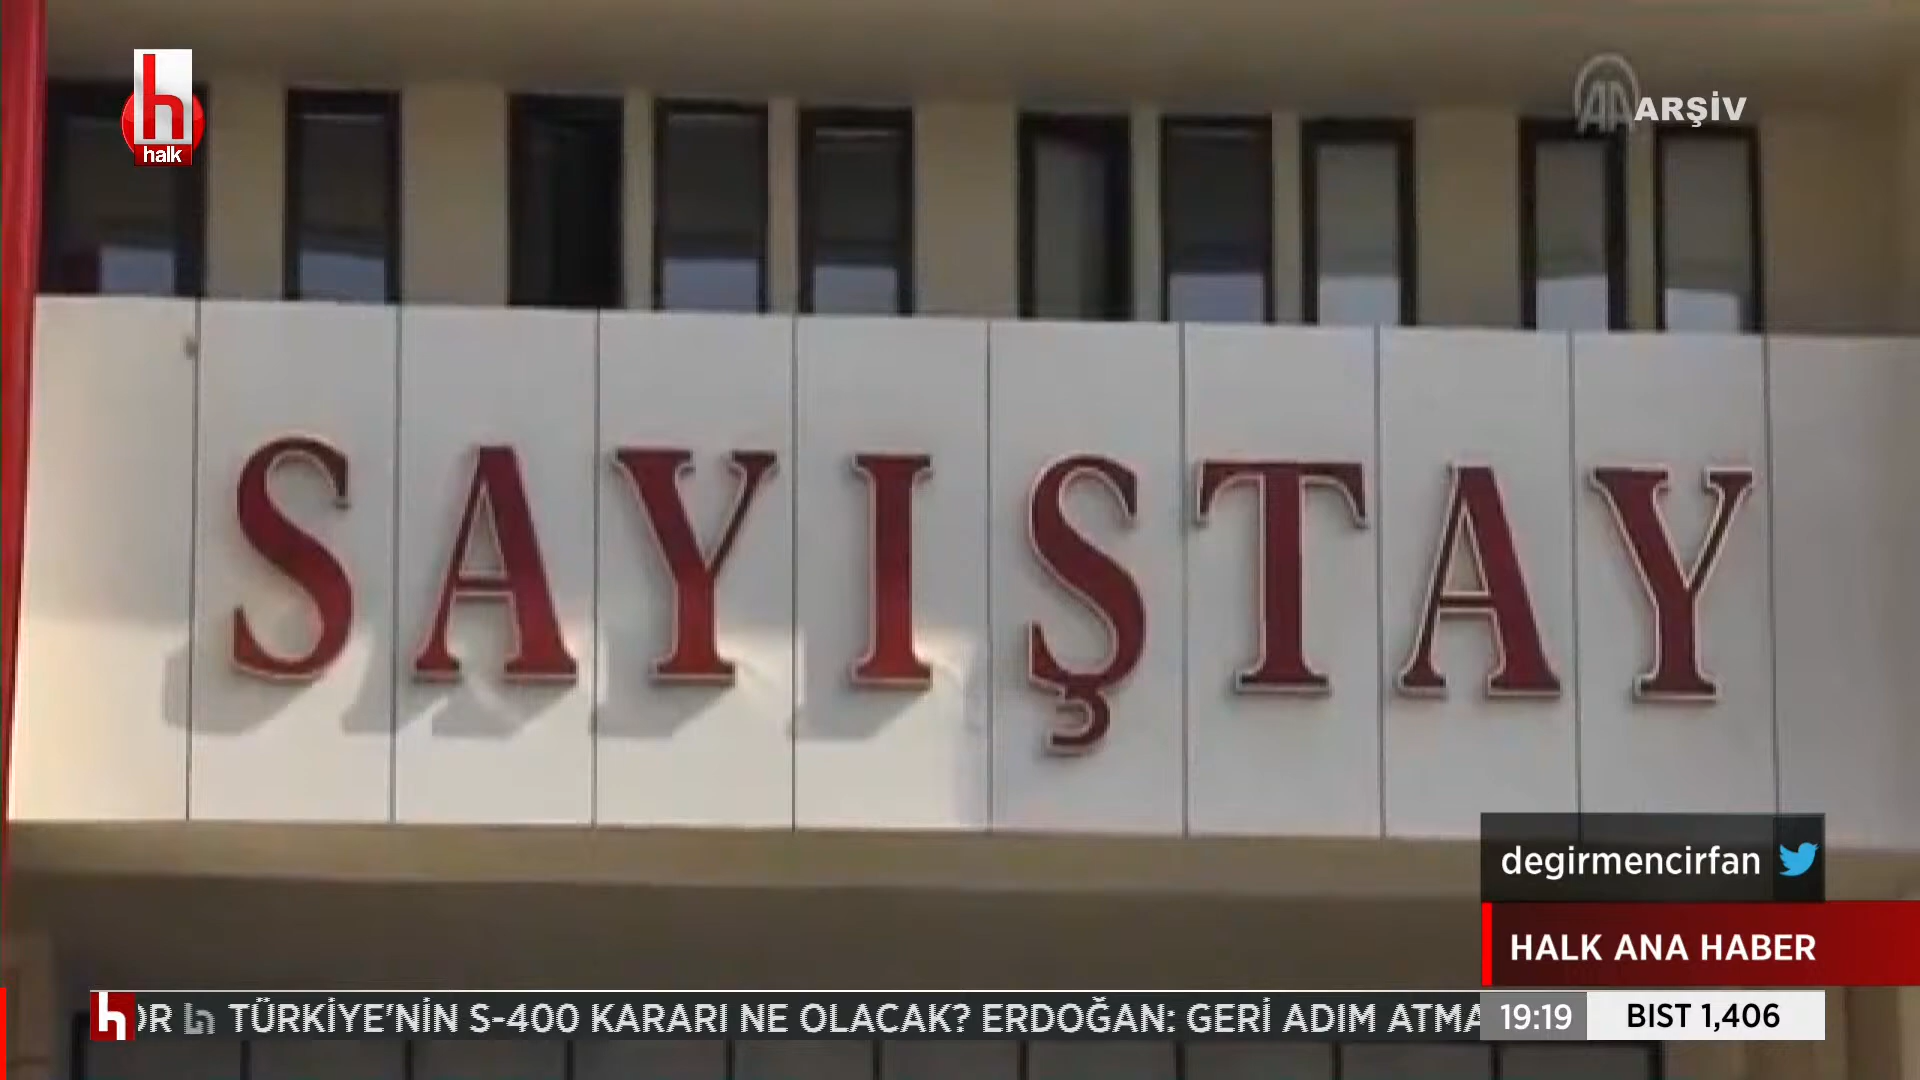 h
halk
AA ARŞİV
SAYIŞTAY
degirmencirfan
HALK ANA HABER
TÜRKİYE'NİN S-400 KARARI NE OLACAK? ERDOĞAN: GERİ ADIM ATMA
19:19
BIST 1,406